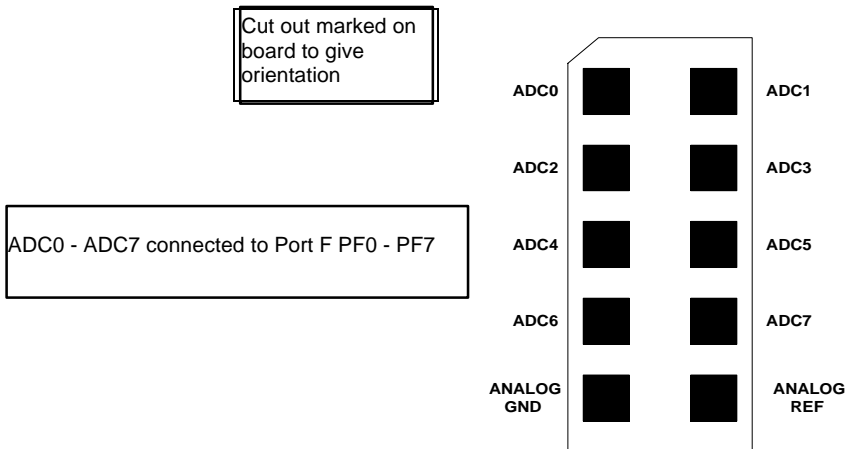 Cut out marked on
board to give
orientation
ADC0 ADC1
ADC2 ADC3
ADC0 - ADC7 connected to Port F PF0 - PF7
ADC4 ADC5
ADC6 ADC7
ANALOG
GND
ANALOG
REF